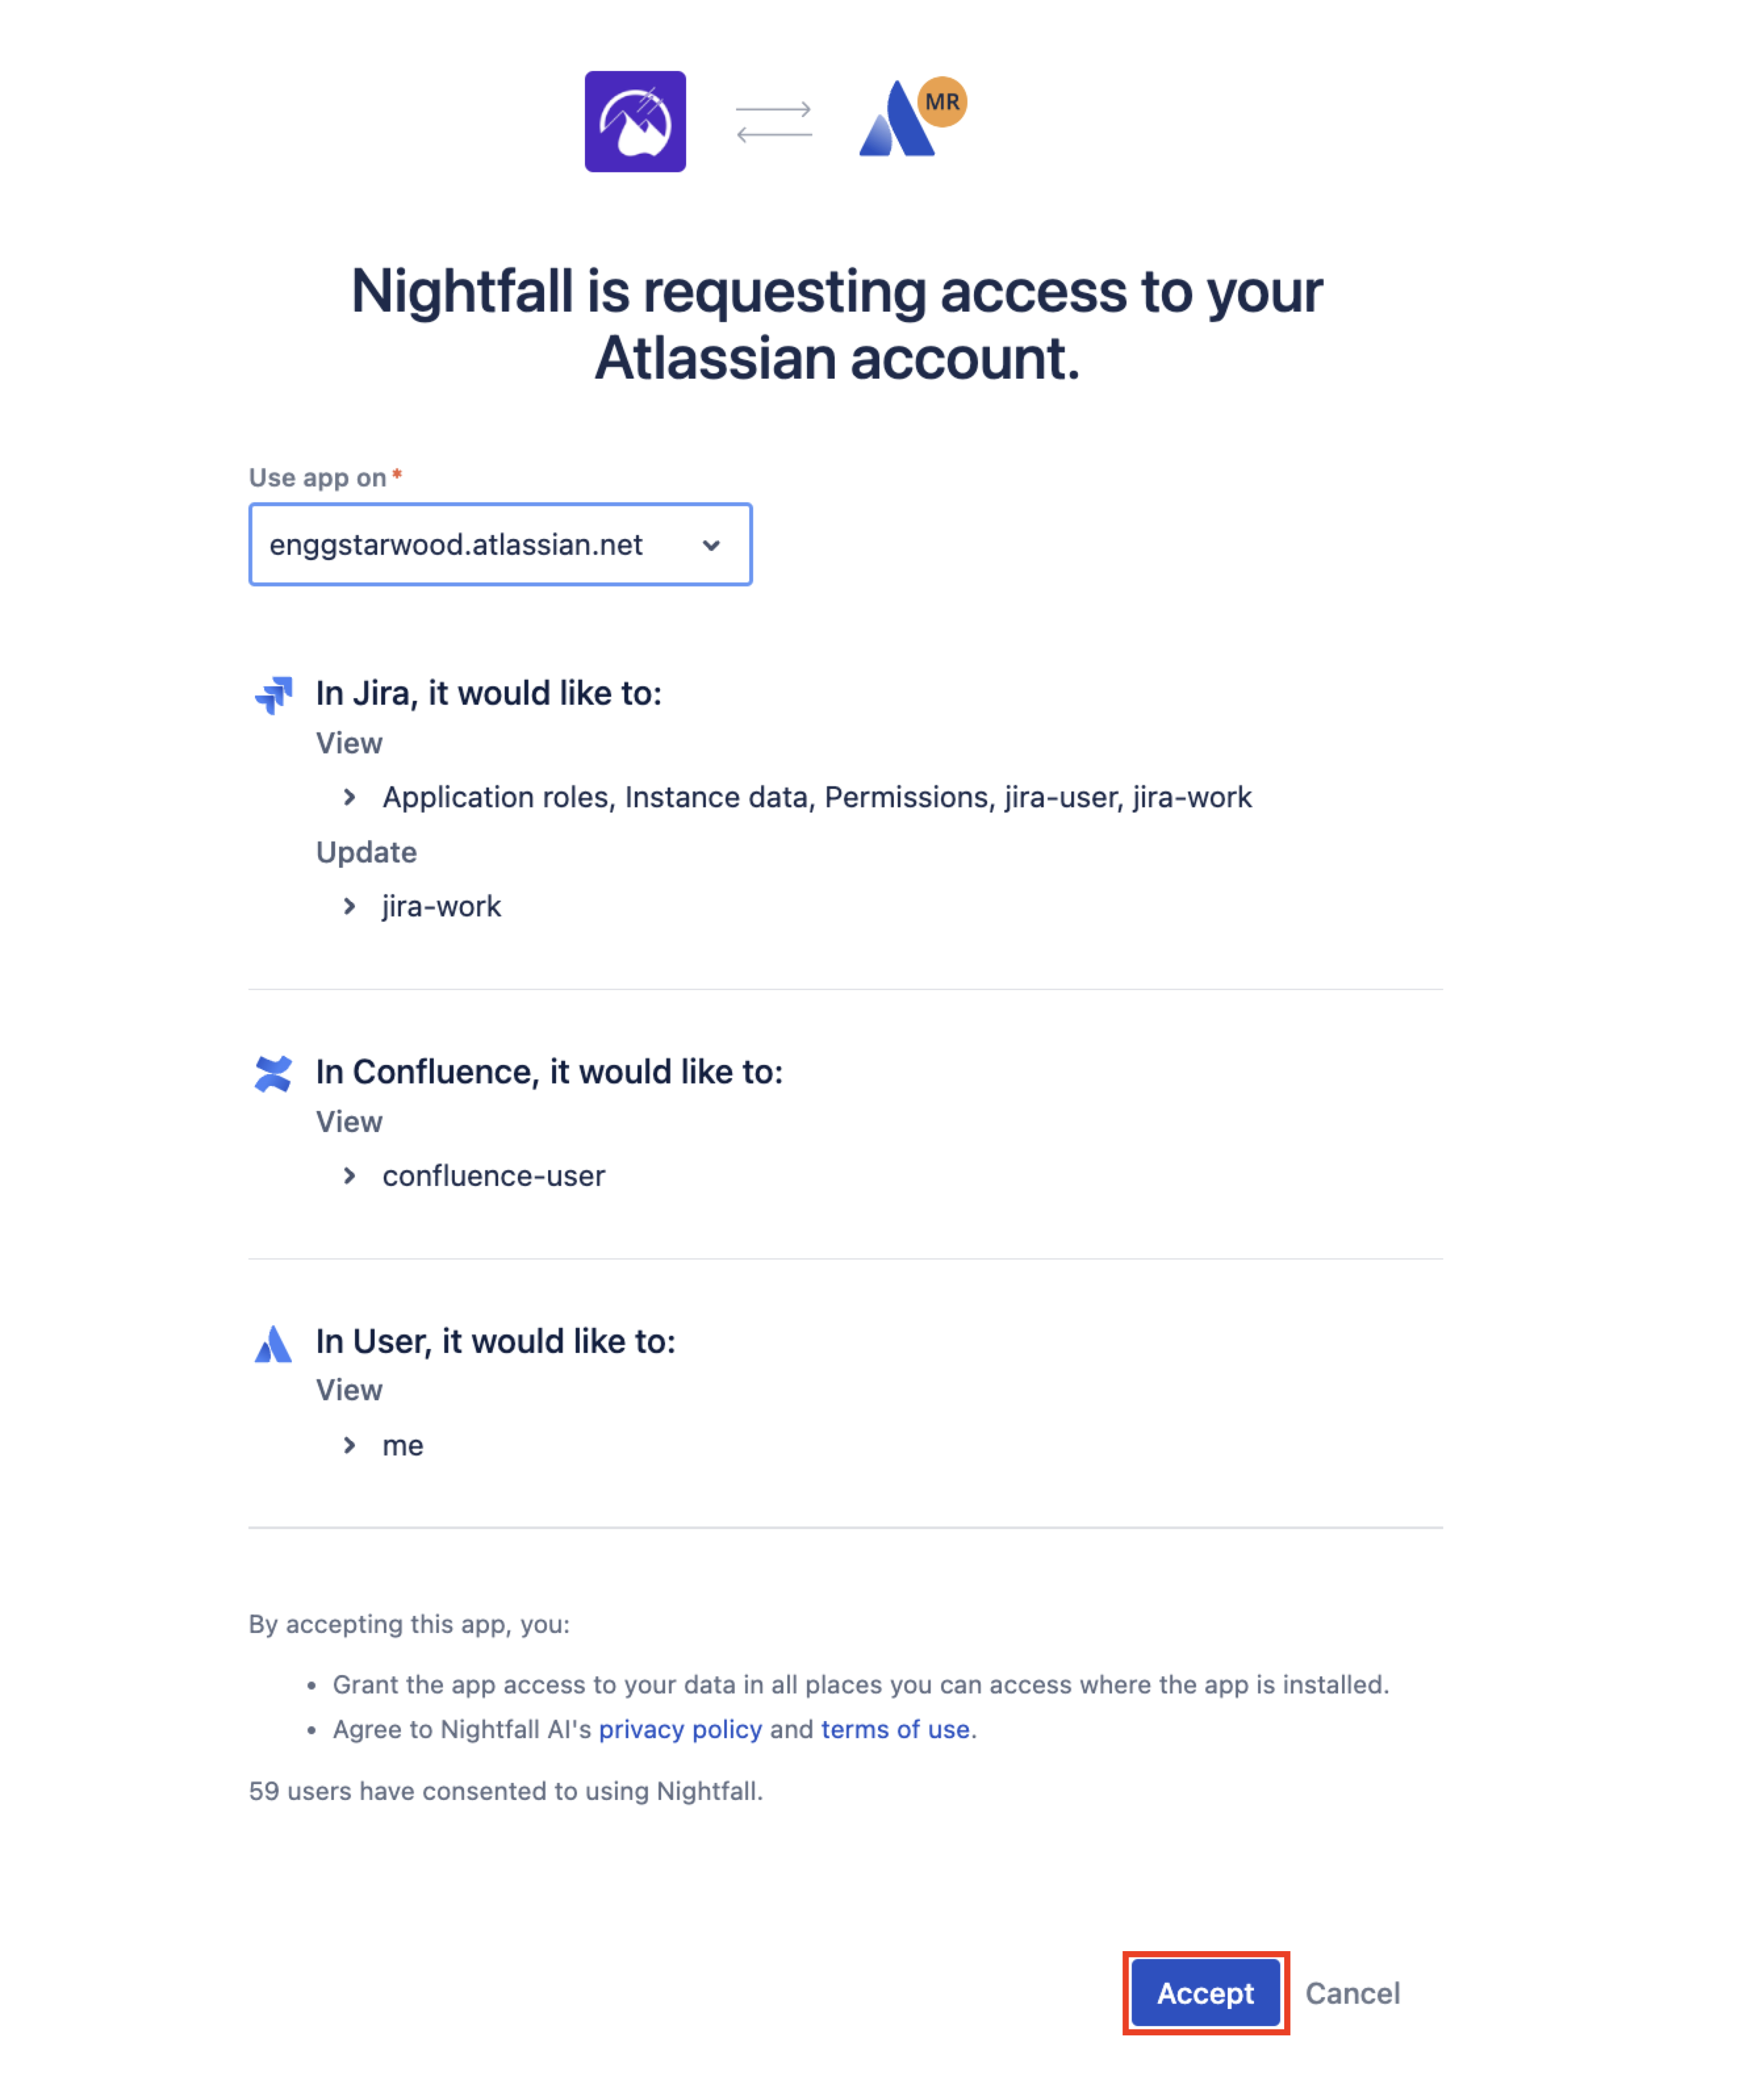 MR
Nightfall is requesting access to your
Atlassian account.
Use app on *
enggstarwood.atlassian.net
In Jira, it would like to:
View
Application roles, Instance data, Permissions, jira-user, jira-work
Update
jira-work
In Confluence, it would like to:
View
confluence-user
In User, it would like to:
View
me
By accepting this app, you:
• Grant the app access to your data in all places you can access where the app is installed.
• Agree to Nightfall AI's privacy policy and terms of use.
59 users have consented to using Nightfall.
Accept Cancel